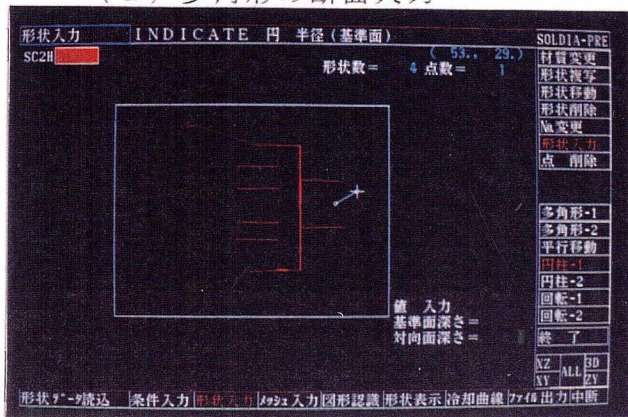 (2) 多角形の断面入力
形状入力 INDICATE 円 半径(基準面)
SOLDIA-PRE
SC2H
( 53., 29.)
形状数= 4 点数= 1
材質変更
形状複写
形状移動
形状削除
No.変更
形状入力
点 削除
多角形-1
多角形-2
平行移動
円柱-1
円柱-2
回転-1
回転-2
終 了
値 入力
基準面深さ=
対向面深さ=
XZ ALL 3D
XY ZY
形状データ読込 条件入力 形状入力 メッシュ入力 図形認識 形状表示 冷却曲線 ファイル出力 中断